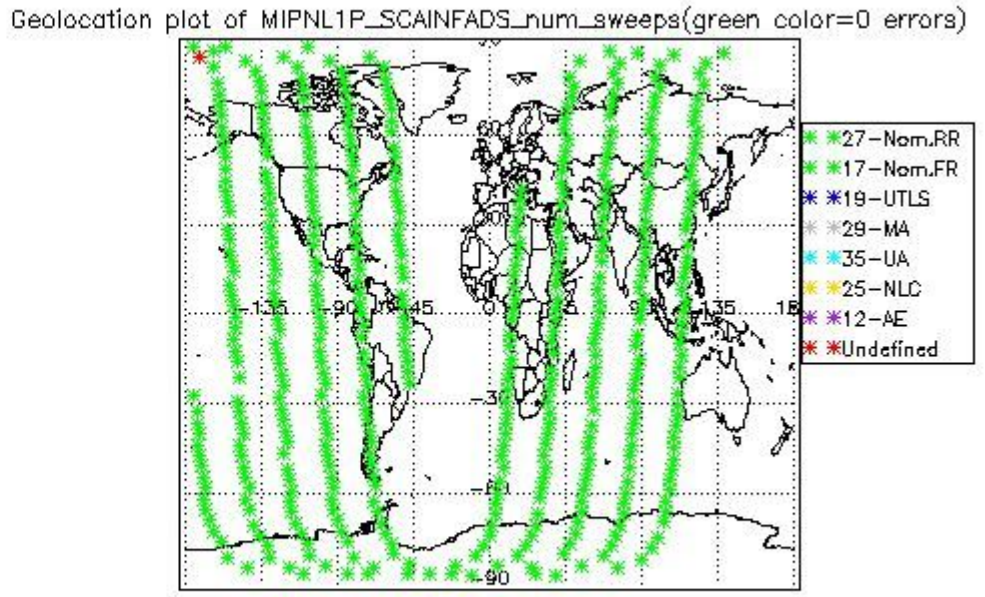 Geolocation plot of MIPNL1P_SCAINFADS_num_sweeps(green color=0 errors)
27-Nom.RR
17-Nom.FR
19-UTLS
29-MA
35-UA
25-NLC
12-AE
Undefined
-135 -90 -45 0 135
-60
-90